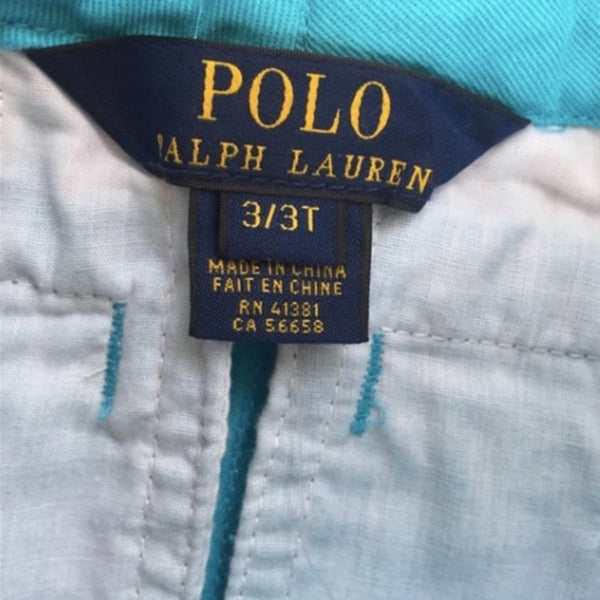 POLO
RALPH LAUREN
3/3T
MADE IN CHINA
FAIT EN CHINE
RN 41381
CA 56658